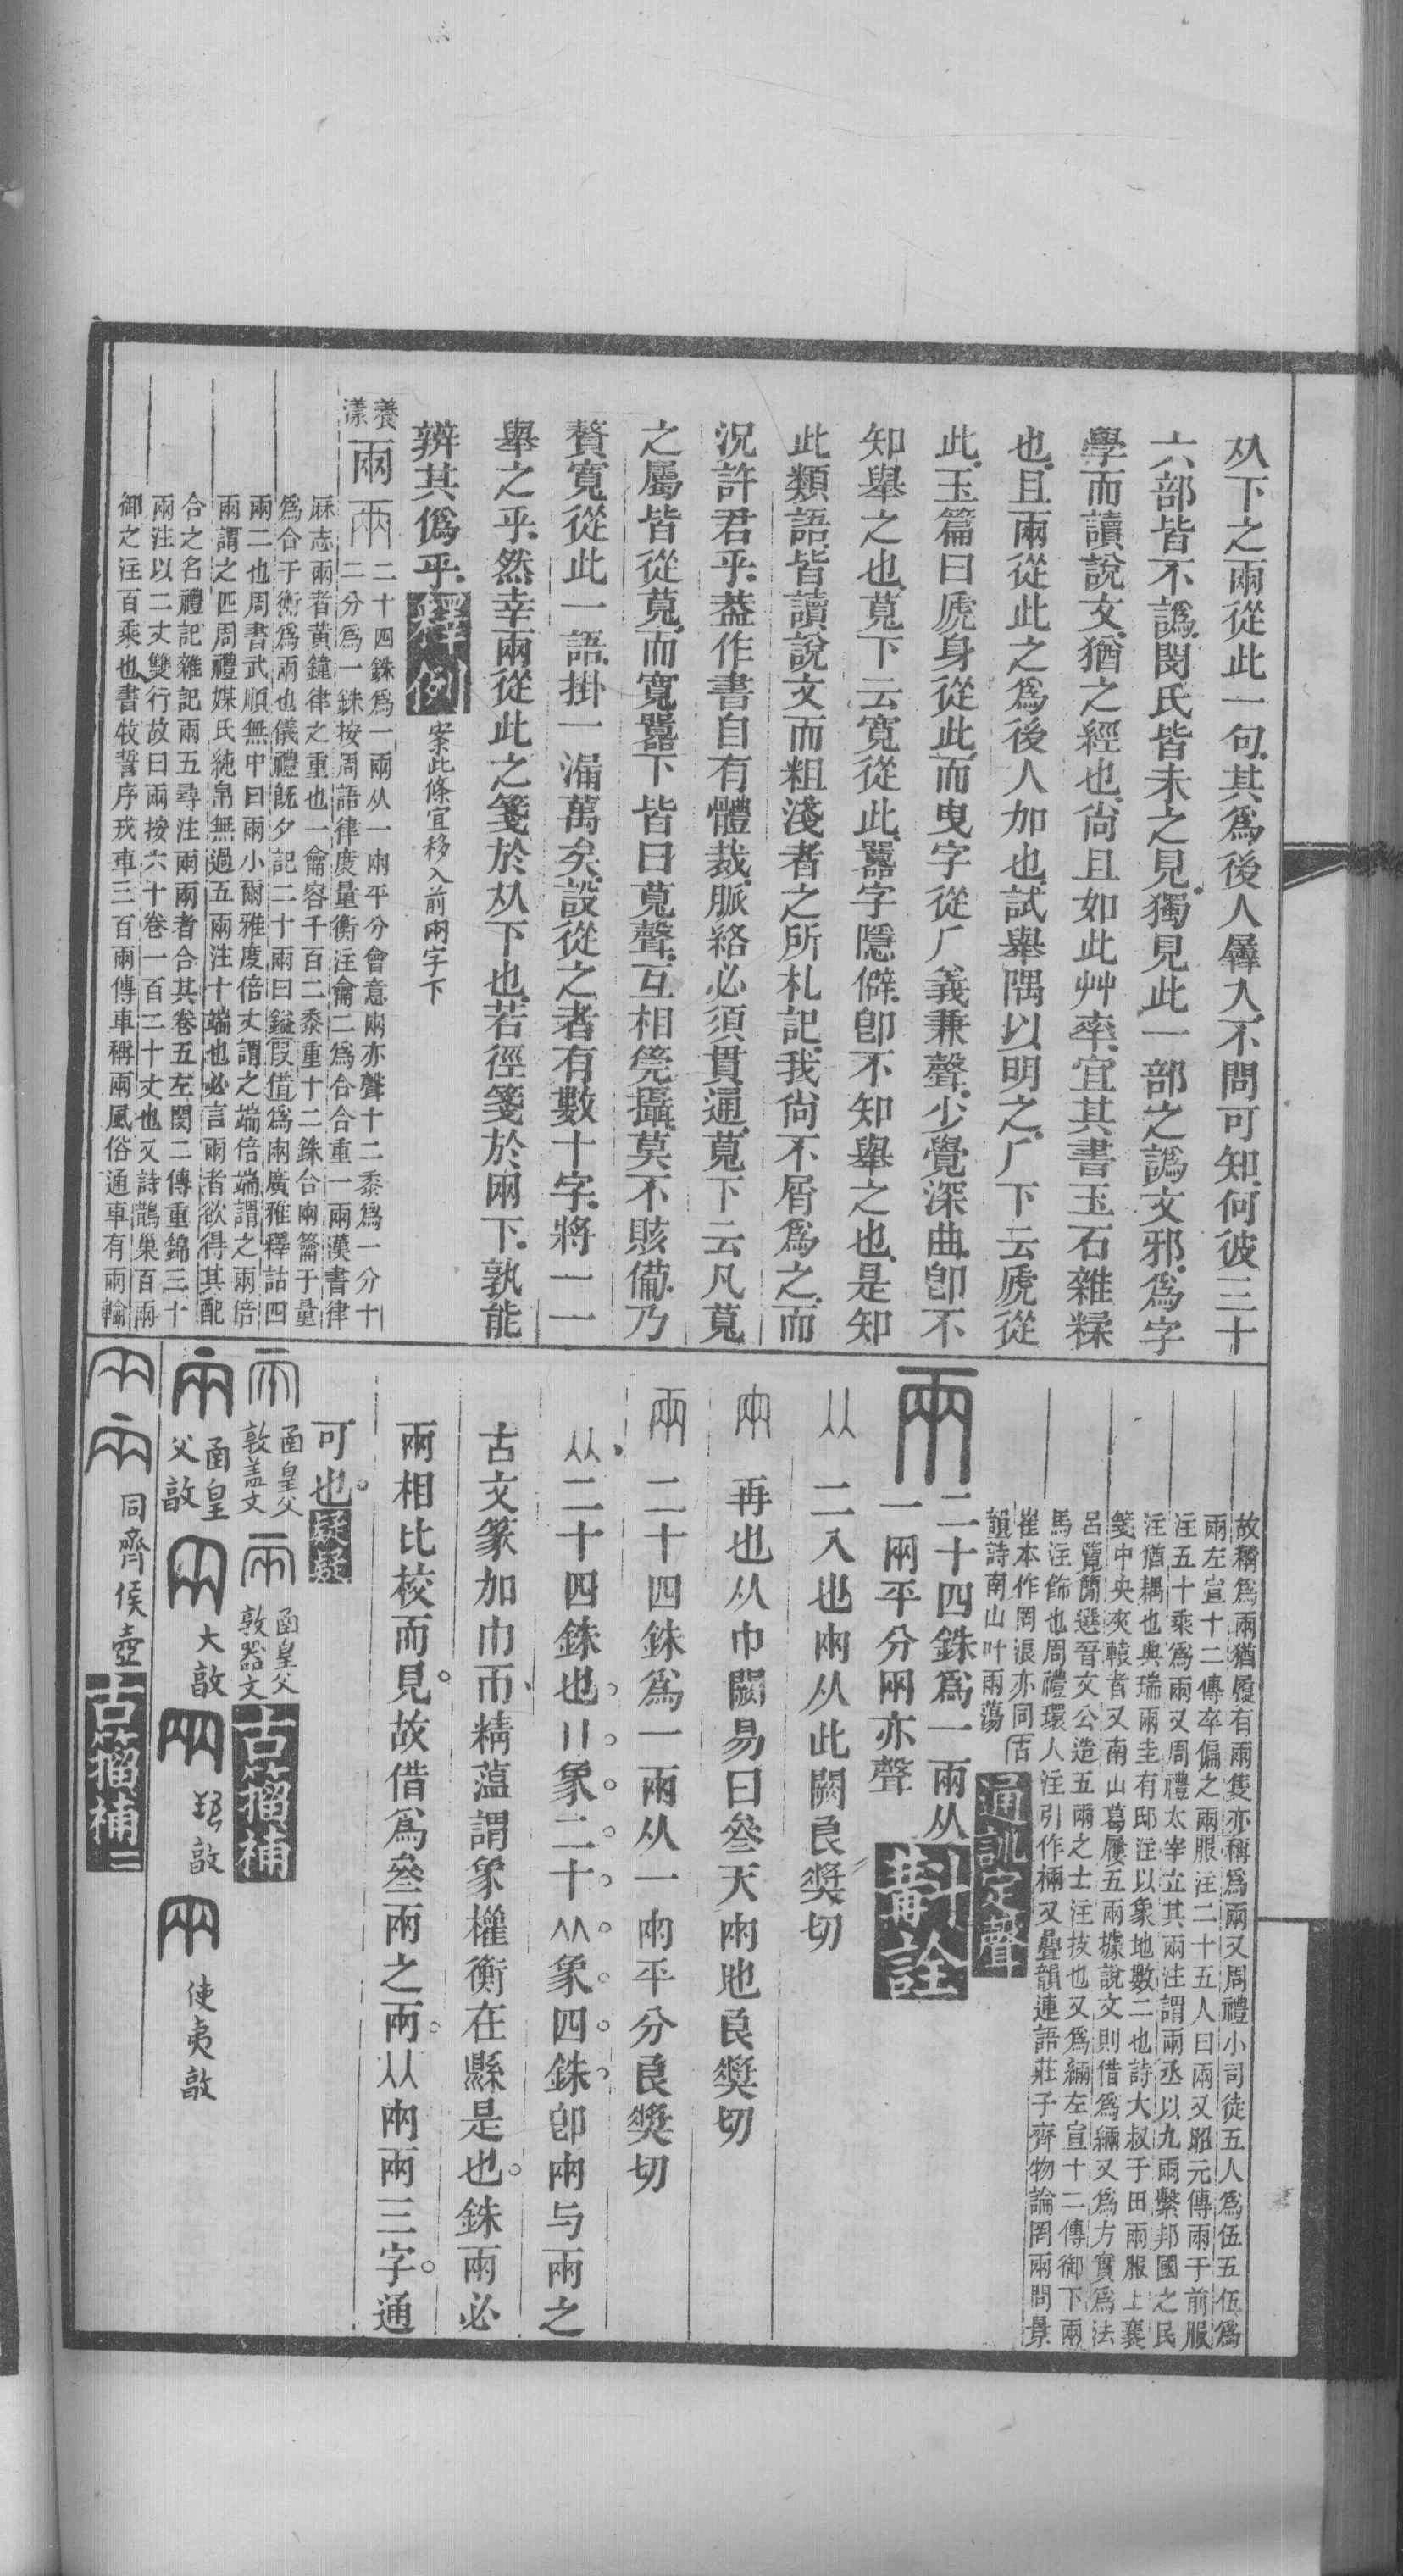 从下之兩從此一句其爲後人羼入不問可知何彼三十
六部皆不譌閔氏皆未之見獨見此一部之譌文邪爲字
學而讀說文猶之經也尚且如此艸率宜其書玉石雜糅
也且兩從此之爲後人加也試舉隅以明之厂下云虒從
此玉篇曰虒身從此而曳字從厂義兼聲少覺深曲卽不
知舉之也萈下云寬從此䚇字隱僻卽不知舉之也是知
此類語皆讀說文而粗淺者之所札記我尚不屑爲之而
況許君乎葢作書自有體裁脈絡必須貫通萈下云凡萈
之屬皆從萈而寬䚇下皆曰萈聲互相筦攝莫不賅備乃
贅寬從此一語掛一漏萬矣設從之者有數十字將一一
舉之乎然幸兩從此之箋於从下也若徑箋於㒳下孰能
辨其僞乎 釋例 案此條宜移入前㒳字下
養
漾 兩 兩 二十四銖爲一兩从一㒳平分會意㒳亦聲十二黍爲一分十
二分爲一銖按周語律度量衡注龠二爲合合重一兩漢書律
厤志兩者黃鐘律之重也一龠容千百二黍重十二銖合兩籥于量
爲合于衡爲兩也儀禮旣夕記二十兩曰鎰假借爲㒳廣雅釋詁四
兩二也周書武順無中曰兩小爾雅度倍丈謂之端倍端謂之兩倍
兩謂之匹周禮媒氏純帛無過五兩注十端也必言兩者欲得其配
合之名禮記雜記兩五尋注兩兩者合其卷五左閔二傳重錦三十
兩注以二丈雙行故曰兩按六十卷一百二十丈也又詩鵲巢百兩
御之注百乘也書牧誓序戎車三百兩傳車稱兩風俗通車有兩輪
故稱爲兩猶履有兩隻亦稱爲兩又周禮小司徒五人爲伍五伍爲
兩左宣十二傳卒偏之兩服注二十五人曰兩又昭元傳兩于前服
注五十乘爲兩又周禮太宰立其兩注謂兩丞以九兩繫邦國之民
注猶耦也典瑞兩圭有邸注以象地數二也詩大叔于田兩服上襄
箋中央夾轅者又南山葛屨五兩據說文則借爲緉又爲方實爲法
呂覽簡選晉文公造五兩之士注技也又爲緉左宣十二傳御下兩
馬注飾也周禮環人注引作㮕又疊韻連語莊子齊物論罔兩問景
崔本作罔浪亦同 古
韻詩南山叶兩蕩 通訓定聲
兩 二十四銖爲一兩从
一㒳平分㒳亦聲 斠詮
从 二入也㒳从此闕良獎切
㒳 再也从冂闕易曰參天㒳地良獎切
兩 二十四銖爲一兩从一㒳平分良獎切
从二十四銖也〢象二十从象四銖卽㒳与兩之
古文篆加巾帀精薀謂象權衡在縣是也銖兩必
兩相比校而見故借爲參兩之兩从㒳兩三字通
可也 疑疑
函皇父
敦盖文
函皇父
敦器文 古籀補
函皇
父敦 大敦 敦 使夷敦
同齊侯壺 古籀補二